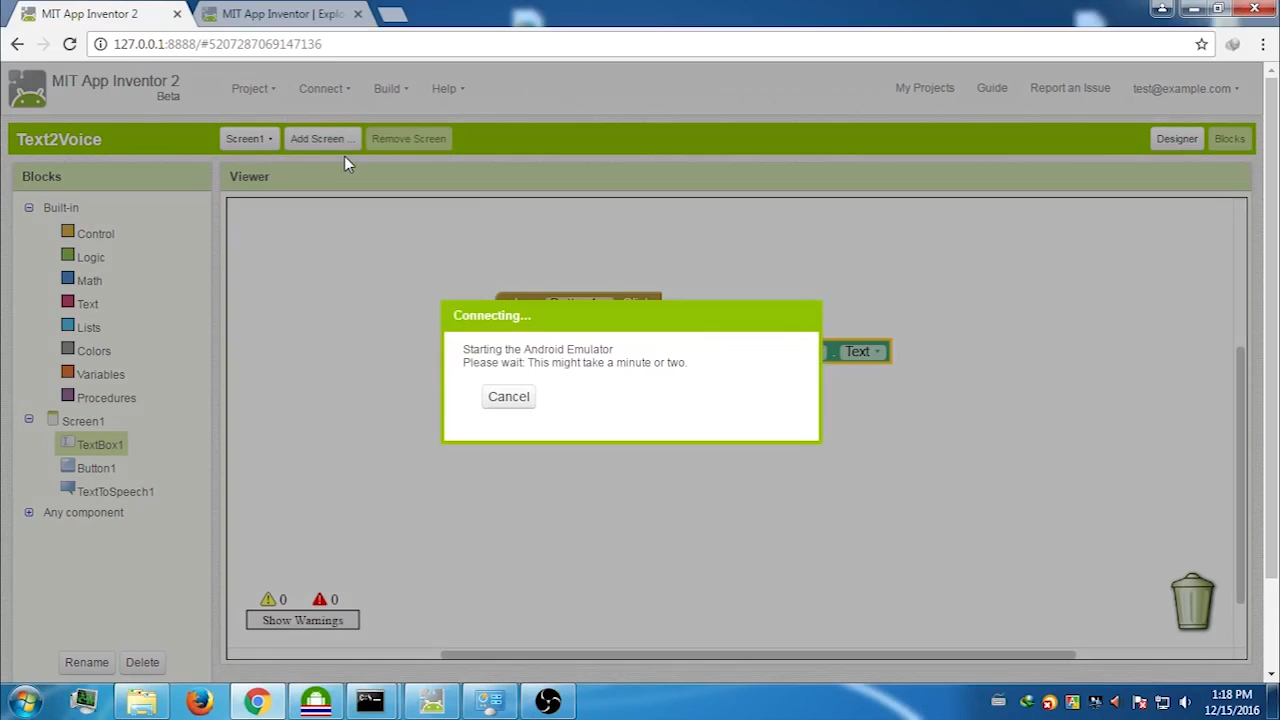 MIT App Inventor 2
MIT App Inventor | Explo
127.0.0.1:8888/#5207287069147136
MIT App Inventor 2
Beta
Project
Connect
Build
Help
My Projects
Guide
Report an Issue
test@example.com
Text2Voice
Screen1
Add Screen ...
Remove Screen
Designer
Blocks
Blocks
Viewer
Built-in
Control
Logic
Math
Text
Lists
Colors
Variables
Procedures
Screen1
TextBox1
Button1
TextToSpeech1
Any component
Connecting...
Starting the Android Emulator
Please wait: This might take a minute or two.
Cancel
. Text
0
0
Show Warnings
Rename
Delete
1:18 PM
12/15/2016